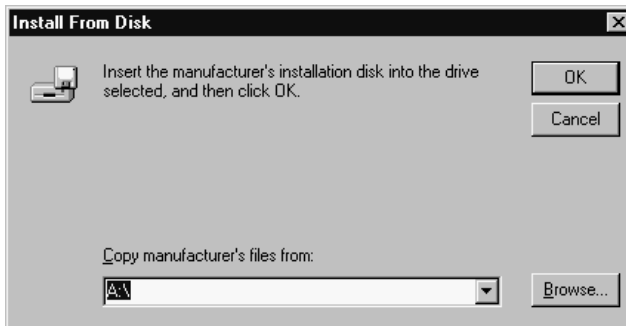 Install From Disk
Insert the manufacturer's installation disk into the drive
selected, and then click OK.
OK
Cancel
Copy manufacturer's files from:
A:\
Browse...